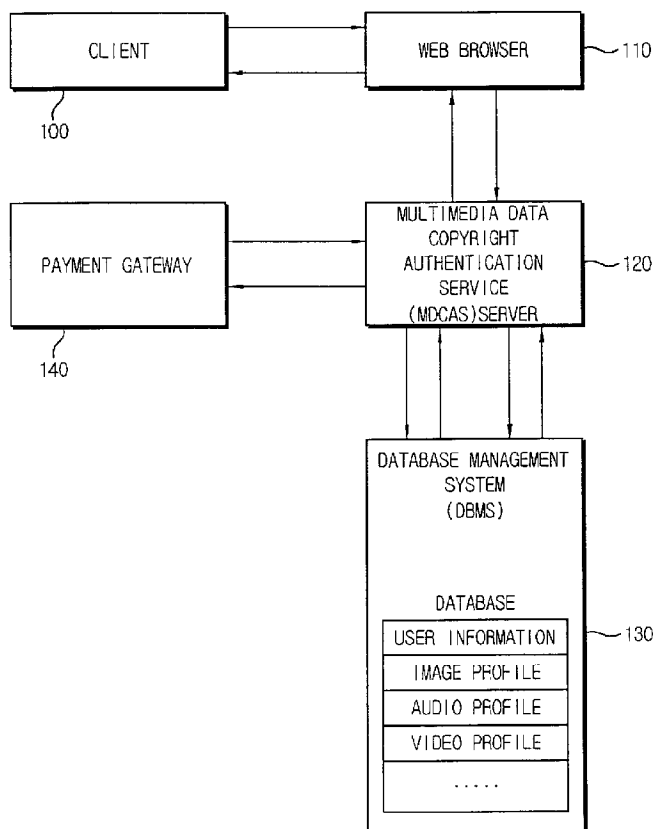 CLIENT
100
WEB BROWSER
110
PAYMENT GATEWAY
140
MULTIMEDIA DATA
COPYRIGHT
AUTHENTICATION
SERVICE
(MDCAS)SERVER
120
DATABASE MANAGEMENT
SYSTEM
(DBMS)
DATABASE
USER INFORMATION
IMAGE PROFILE
AUDIO PROFILE
VIDEO PROFILE
.....
130